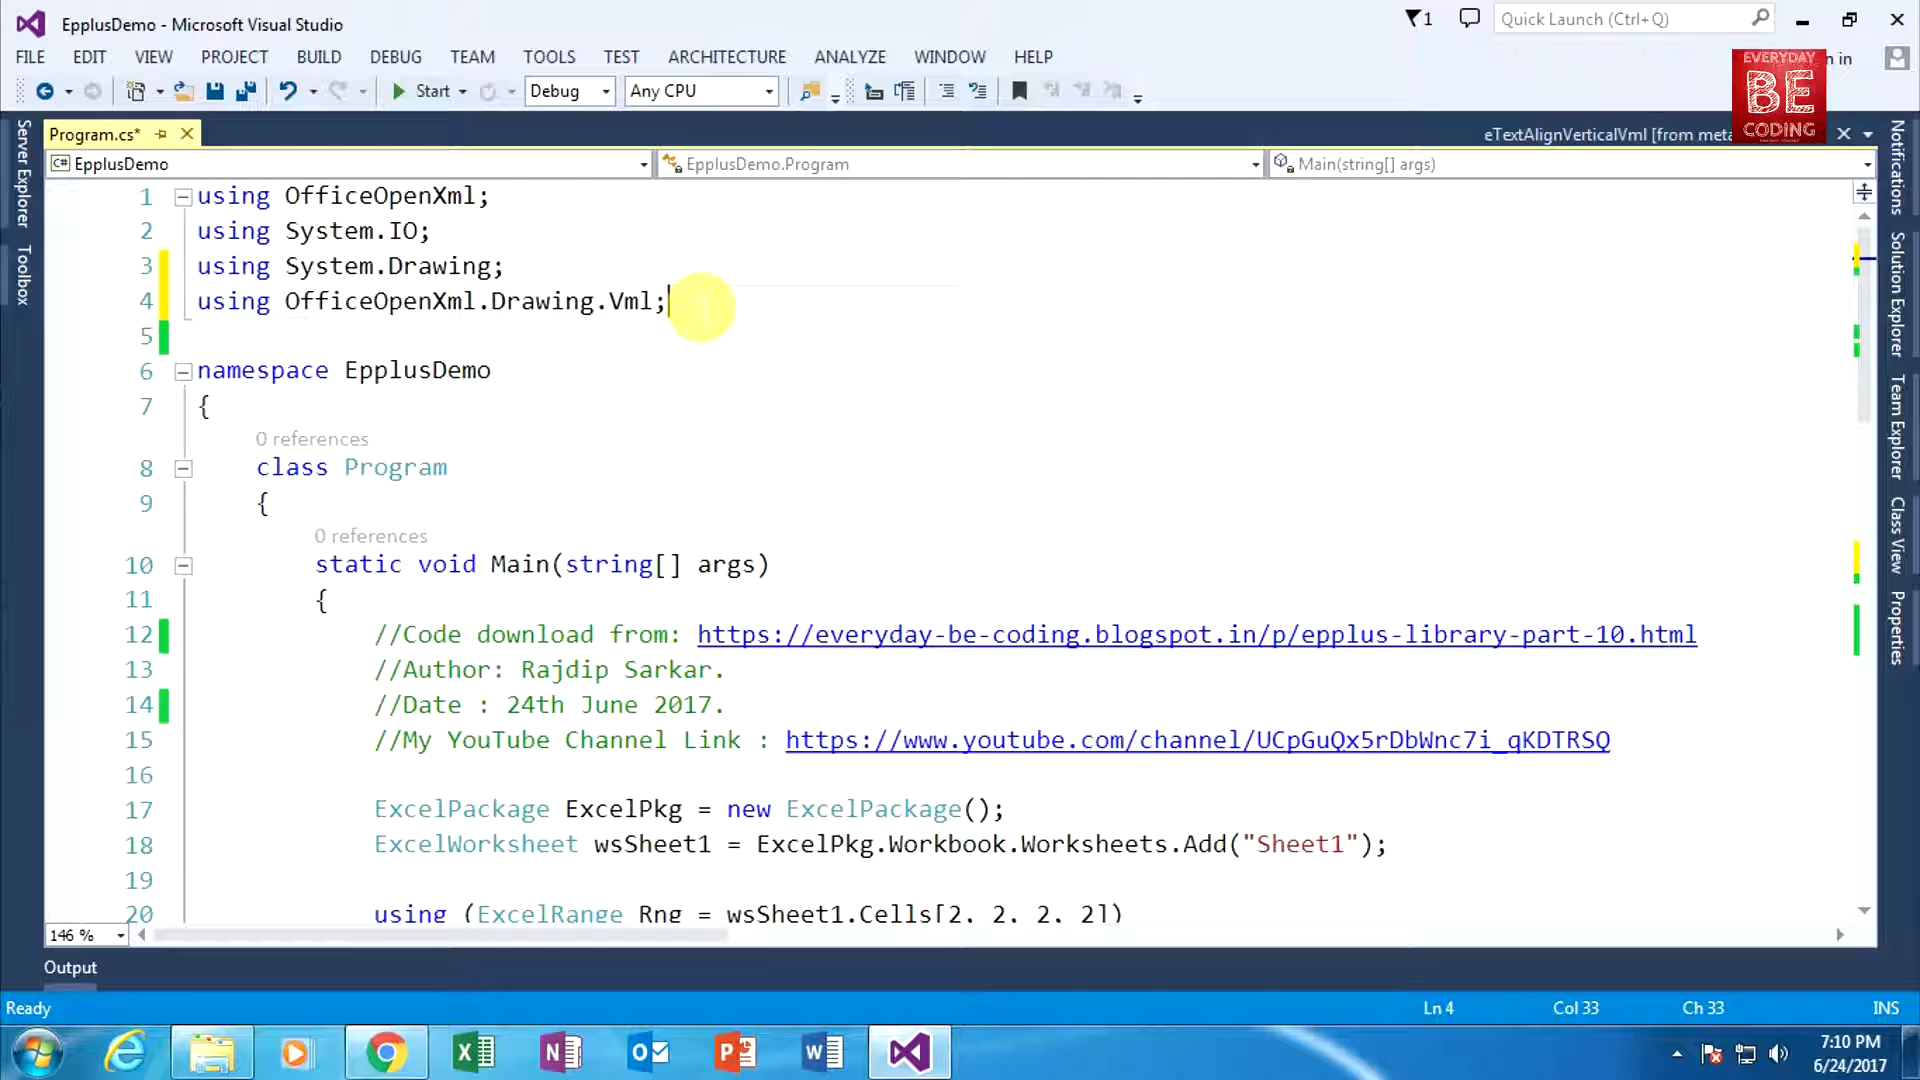 EpplusDemo - Microsoft Visual Studio
1
Quick Launch (Ctrl+Q)
FILE EDIT VIEW PROJECT BUILD DEBUG TEAM TOOLS TEST ARCHITECTURE ANALYZE WINDOW HELP
n in
EVERYDAY
BE
CODING
Start Debug Any CPU
Program.cs*
eTextAlignVerticalVml [from meta
EpplusDemo
EpplusDemo.Program
Main(string[] args)
Server Explorer
Toolbox
Notifications
Solution Explorer
Team Explorer
Class View
Properties
1 using OfficeOpenXml;
2 using System.IO;
3 using System.Drawing;
4 using OfficeOpenXml.Drawing.Vml;
5
6 namespace EpplusDemo
7 {
0 references
8 class Program
9 {
0 references
10 static void Main(string[] args)
11 {
12 //Code download from: https://everyday-be-coding.blogspot.in/p/epplus-library-part-10.html
13 //Author: Rajdip Sarkar.
14 //Date : 24th June 2017.
15 //My YouTube Channel Link : https://www.youtube.com/channel/UCpGuQx5rDbWnc7i_qKDTRSQ
16
17 ExcelPackage ExcelPkg = new ExcelPackage();
18 ExcelWorksheet wsSheet1 = ExcelPkg.Workbook.Worksheets.Add("Sheet1");
19
20 using (ExcelRange Rng = wsSheet1.Cells[2, 2, 2, 2])
146 %
Output
Ready
Ln 4 Col 33 Ch 33 INS
7:10 PM
6/24/2017